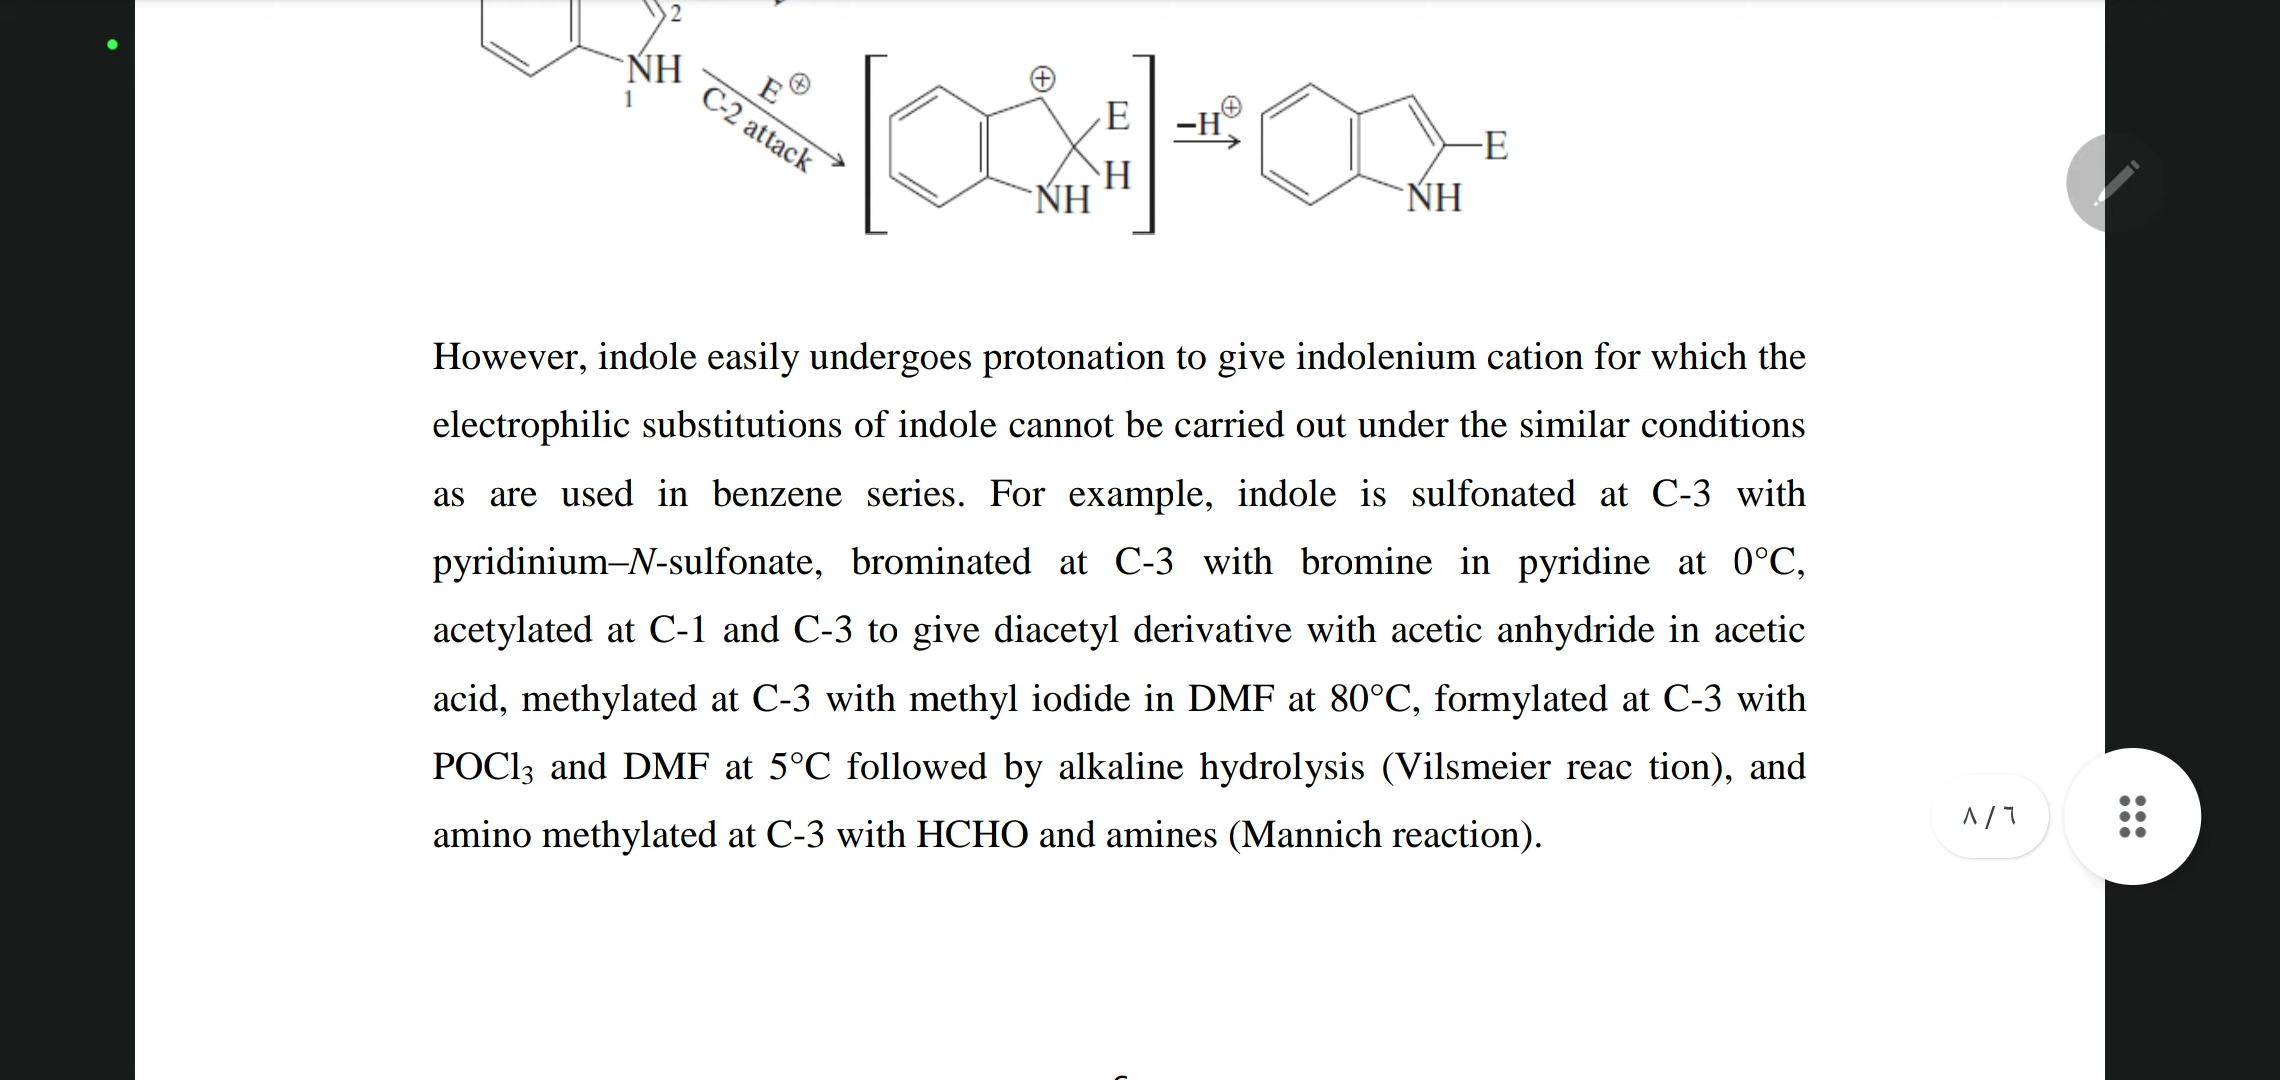 2
NH
1
E⊕
C-2 attack
⊕
E
H
NH
–H⊕
E
NH
However, indole easily undergoes protonation to give indolenium cation for which the
electrophilic substitutions of indole cannot be carried out under the similar conditions
as are used in benzene series. For example, indole is sulfonated at C-3 with
pyridinium–N-sulfonate, brominated at C-3 with bromine in pyridine at 0°C,
acetylated at C-1 and C-3 to give diacetyl derivative with acetic anhydride in acetic
acid, methylated at C-3 with methyl iodide in DMF at 80°C, formylated at C-3 with
POCl₃ and DMF at 5°C followed by alkaline hydrolysis (Vilsmeier reac tion), and
amino methylated at C-3 with HCHO and amines (Mannich reaction).
٨/٦